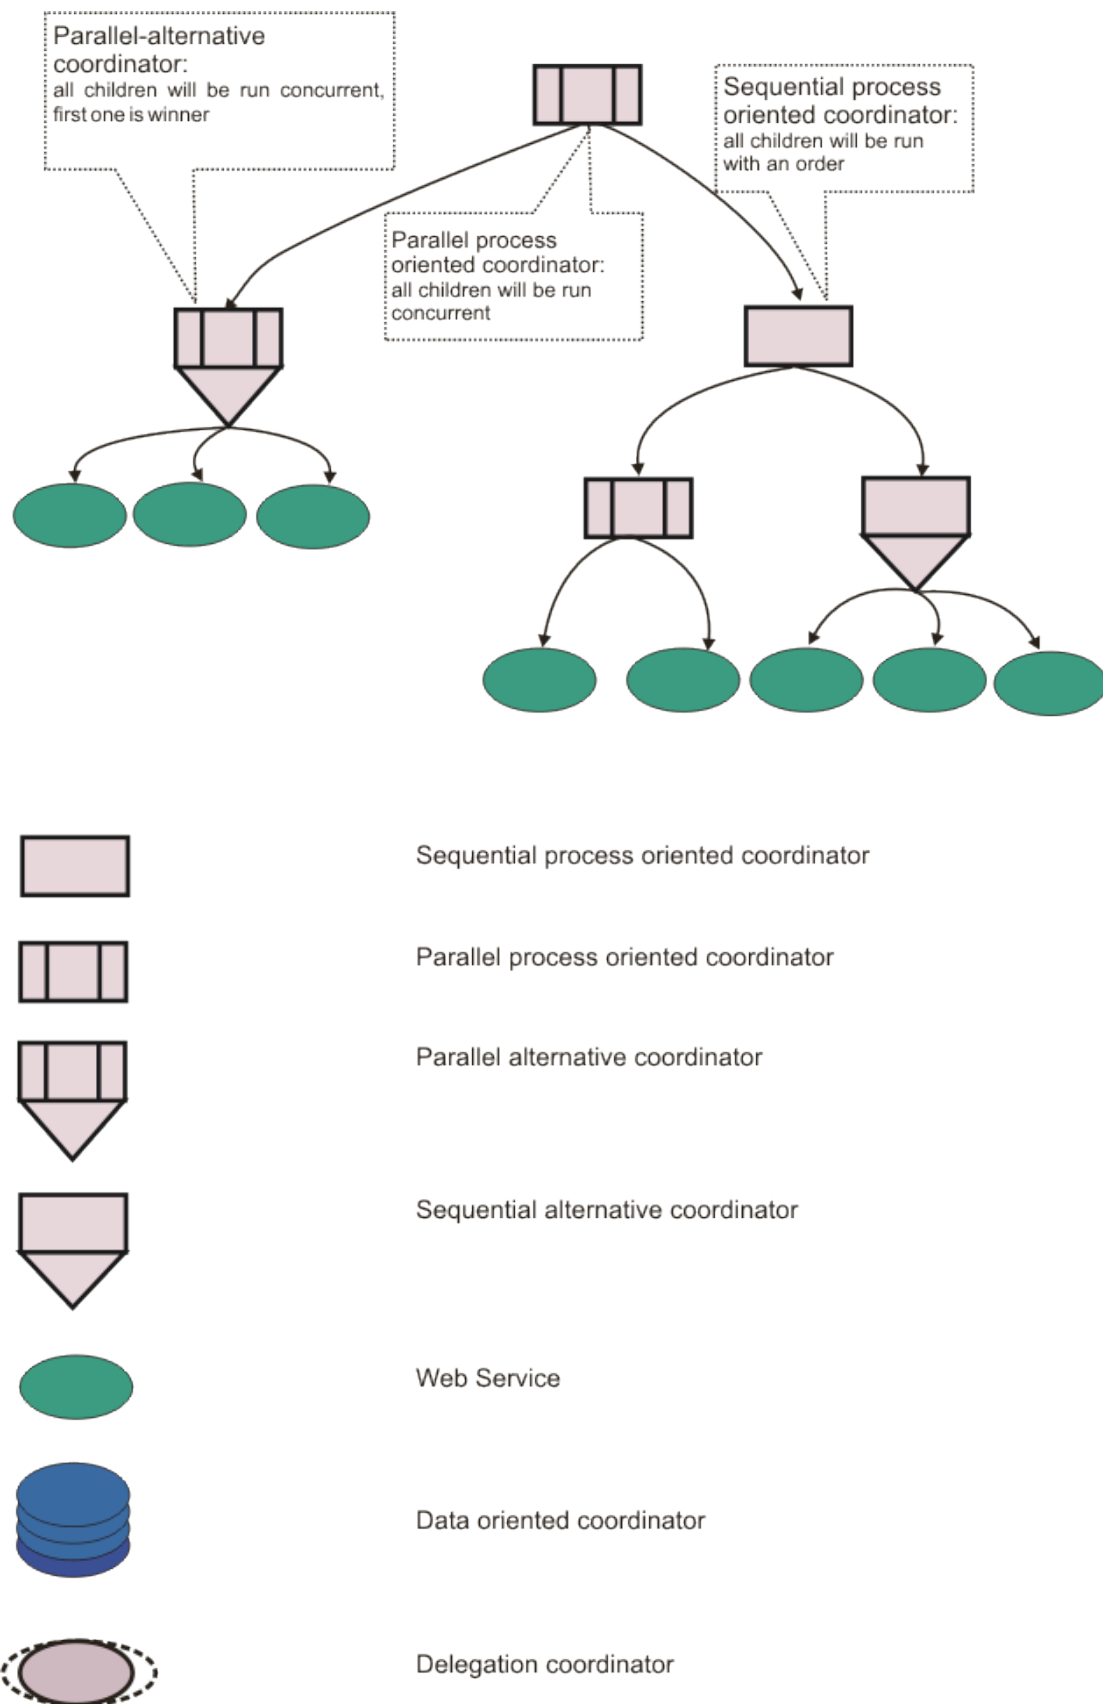 Parallel-alternative
coordinator:
all children will be run concurrent,
first one is winner
Sequential process
oriented coordinator:
all children will be run
with an order
Parallel process
oriented coordinator:
all children will be run
concurrent
Sequential process oriented coordinator
Parallel process oriented coordinator
Parallel alternative coordinator
Sequential alternative coordinator
Web Service
Data oriented coordinator
Delegation coordinator